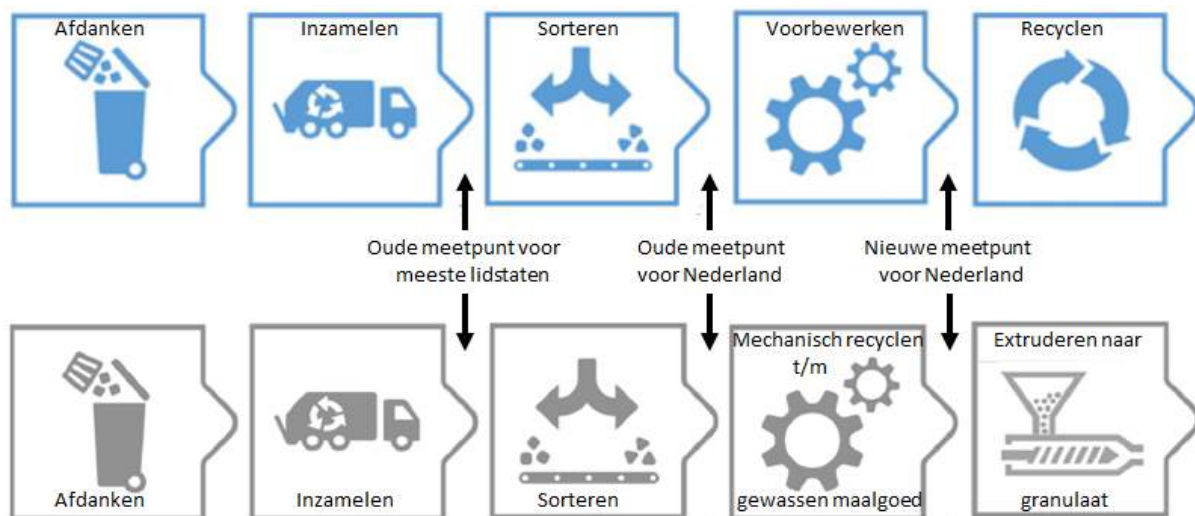 Afdanken
Inzamelen
Sorteren
Voorbewerken
Recyclen
Oude meetpunt voor
meeste lidstaten
Oude meetpunt
voor Nederland
Nieuwe meetpunt
voor Nederland
Afdanken
Inzamelen
Sorteren
Mechanisch recyclen
t/m
gewassen maalgoed
Extruderen naar
granulaat